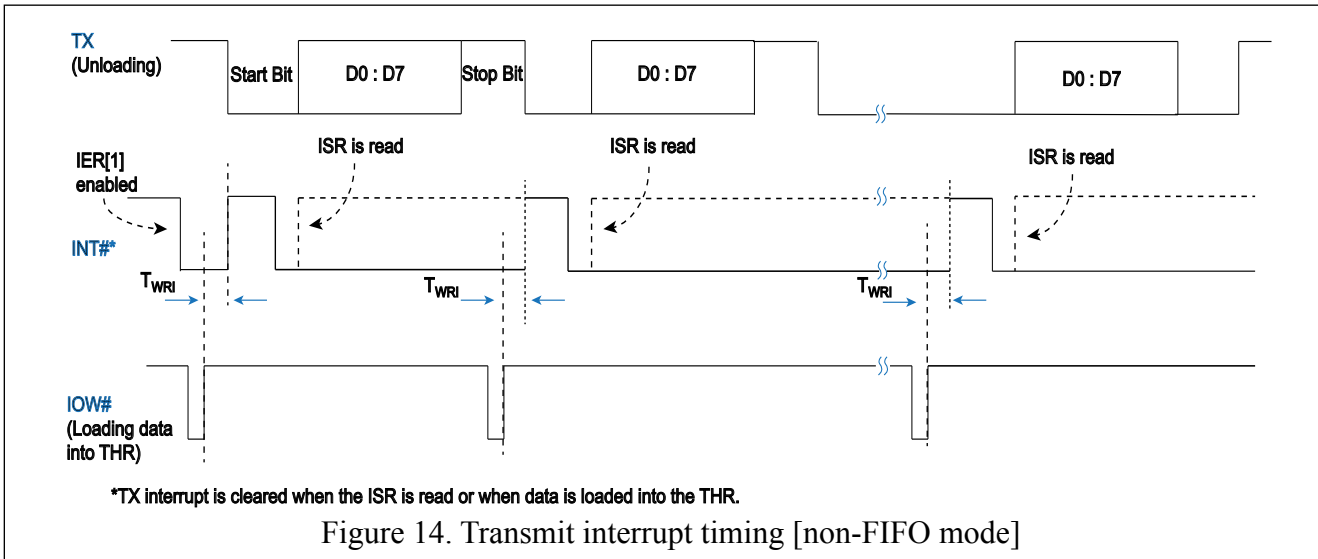 TX
(Unloading)
Start Bit
D0 : D7
Stop Bit
D0 : D7
D0 : D7
IER[1]
enabled
ISR is read
ISR is read
ISR is read
INT#*
TWRI
TWRI
TWRI
IOW#
(Loading data
into THR)
*TX interrupt is cleared when the ISR is read or when data is loaded into the THR.
Figure 14. Transmit interrupt timing [non-FIFO mode]